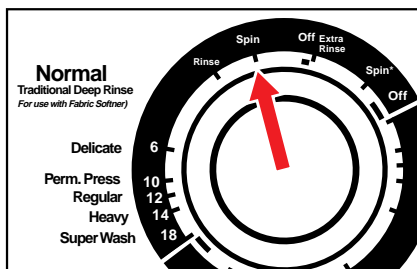 Spin
Off Extra
Rinse
Rinse
Normal
Traditional Deep Rinse
(For use with Fabric Softner)
Spin*
Off
Delicate 6
Perm. Press 10
Regular 12
Heavy 14
Super Wash 18